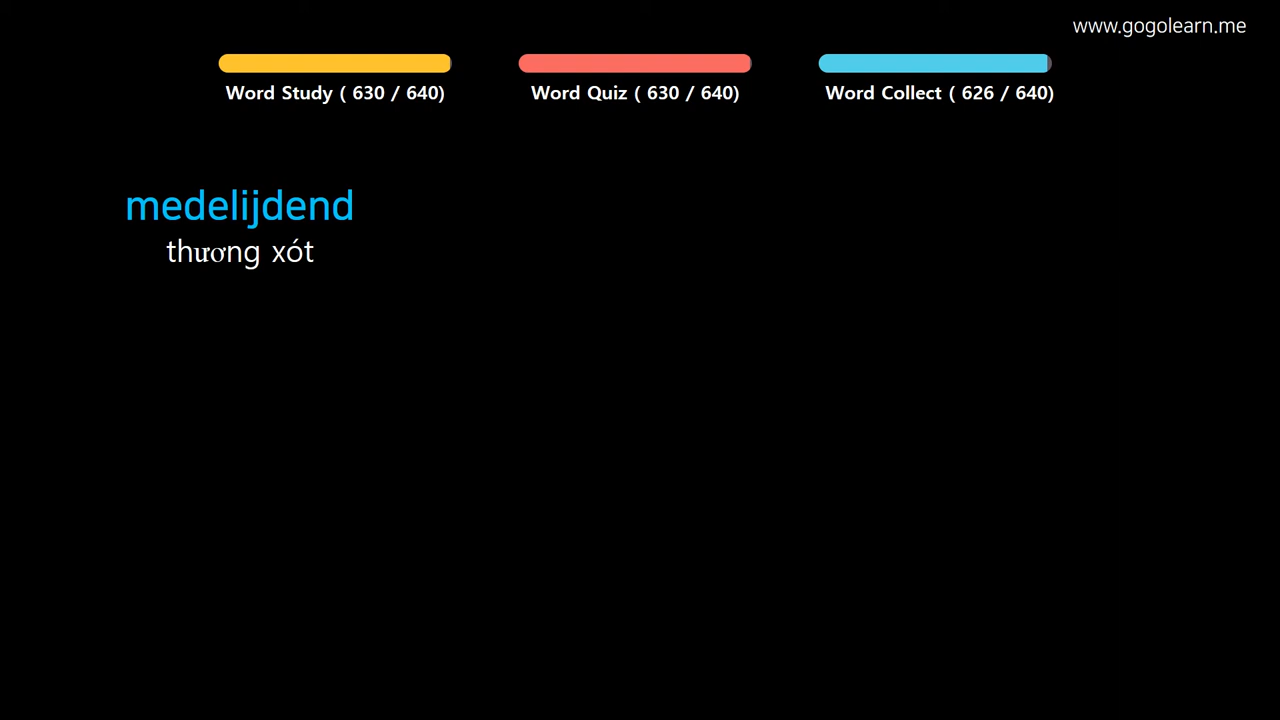 www.gogolearn.me
Word Study ( 630 / 640)
Word Quiz ( 630 / 640)
Word Collect ( 626 / 640)
medelijdend
thương xót